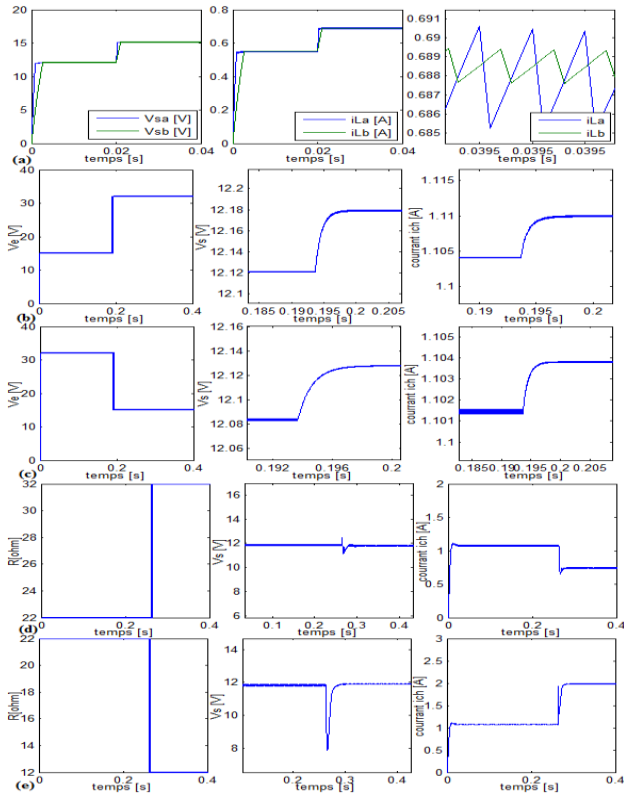 15
10
5
0
0
0.02
0.04
Vsa [V]
Vsb [V]
temps [s]
(a)
0.8
0.6
0.4
0.2
0
0
0.02
0.04
iLa [A]
iLb [A]
temps [s]
0.691
0.69
0.689
0.688
0.687
0.686
0.685
0.0395 0.0395 0.0395
iLa
iLb
temps [s]
Ve [V]
40
30
20
10
0
0
0.2
0.4
temps [s]
(b)
Vs [V]
12.2
12.18
12.16
12.14
12.12
12.1
0.185 0.19 0.195 0.2 0.205
temps [s]
courrant ich [A]
1.115
1.11
1.105
1.1
0.19
0.195
0.2
temps [s]
Ve [V]
40
30
20
10
0
0
0.2
0.4
temps [s]
(c)
Vs [V]
12.16
12.14
12.12
12.1
12.08
12.06
0.192
0.196
0.2
temps [s]
courrant ich [A]
1.105
1.104
1.103
1.102
1.101
1.1
0.185 0.19 0.195 0.2 0.205
temps [s]
R[ohm]
32
30
28
26
24
22
0
0.2
0.4
temps [s]
(d)
Vs [V]
16
14
12
10
8
6
0.1
0.2
0.3
0.4
temps [s]
courrant ich [A]
2
1.5
1
0.5
0
0
0.2
0.4
temps [s]
R[ohm]
22
20
18
16
14
12
0
0.2
0.4
temps [s]
(e)
Vs [V]
14
12
10
8
0.2
0.3
0.4
temps [s]
courrant ich [A]
3
2.5
2
1.5
1
0.5
0
0
0.2
0.4
temps [s]